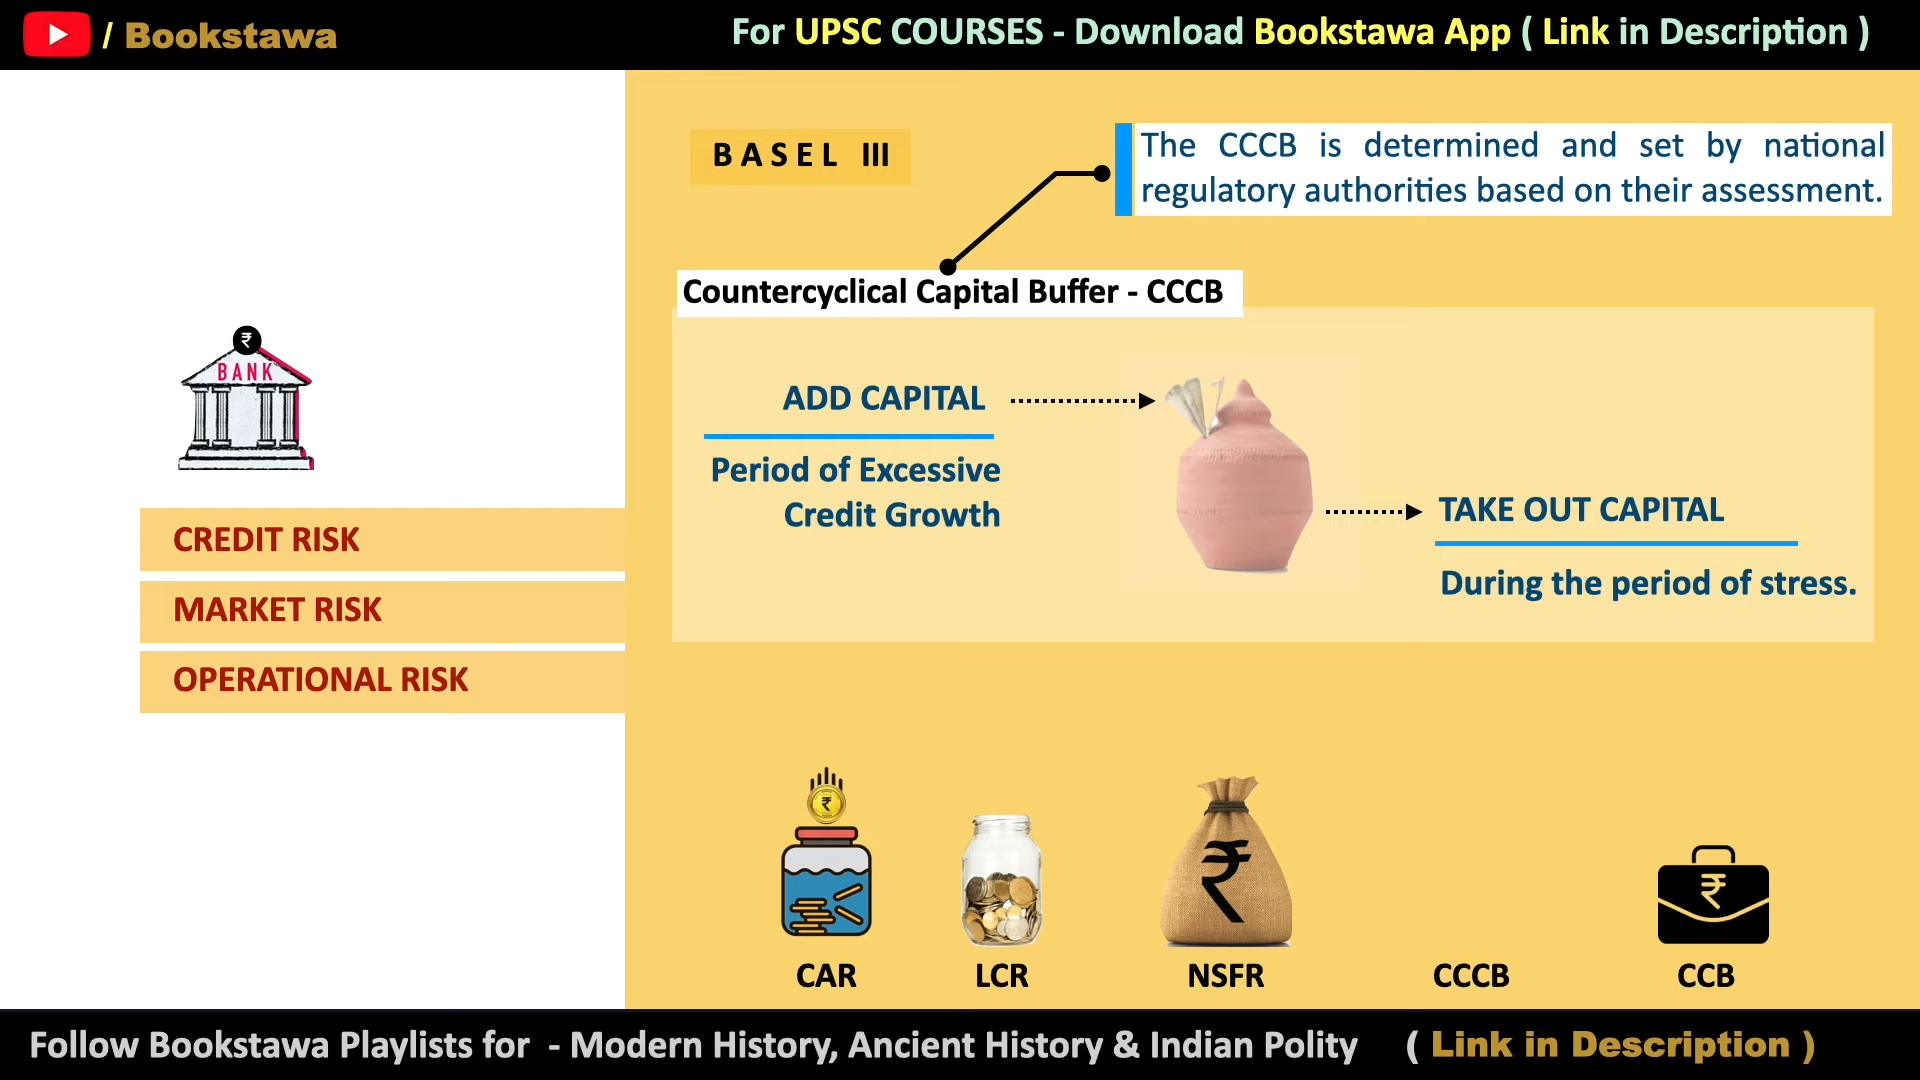 / Bookstawa
For UPSC COURSES - Download Bookstawa App ( Link in Description )
BASEL III
The CCCB is determined and set by national
regulatory authorities based on their assessment.
Countercyclical Capital Buffer - CCCB
₹
BANK
ADD CAPITAL
Period of Excessive
Credit Growth
TAKE OUT CAPITAL
During the period of stress.
CREDIT RISK
MARKET RISK
OPERATIONAL RISK
₹
₹
₹
CAR
LCR
NSFR
CCCB
CCB
Follow Bookstawa Playlists for - Modern History, Ancient History & Indian Polity ( Link in Description )